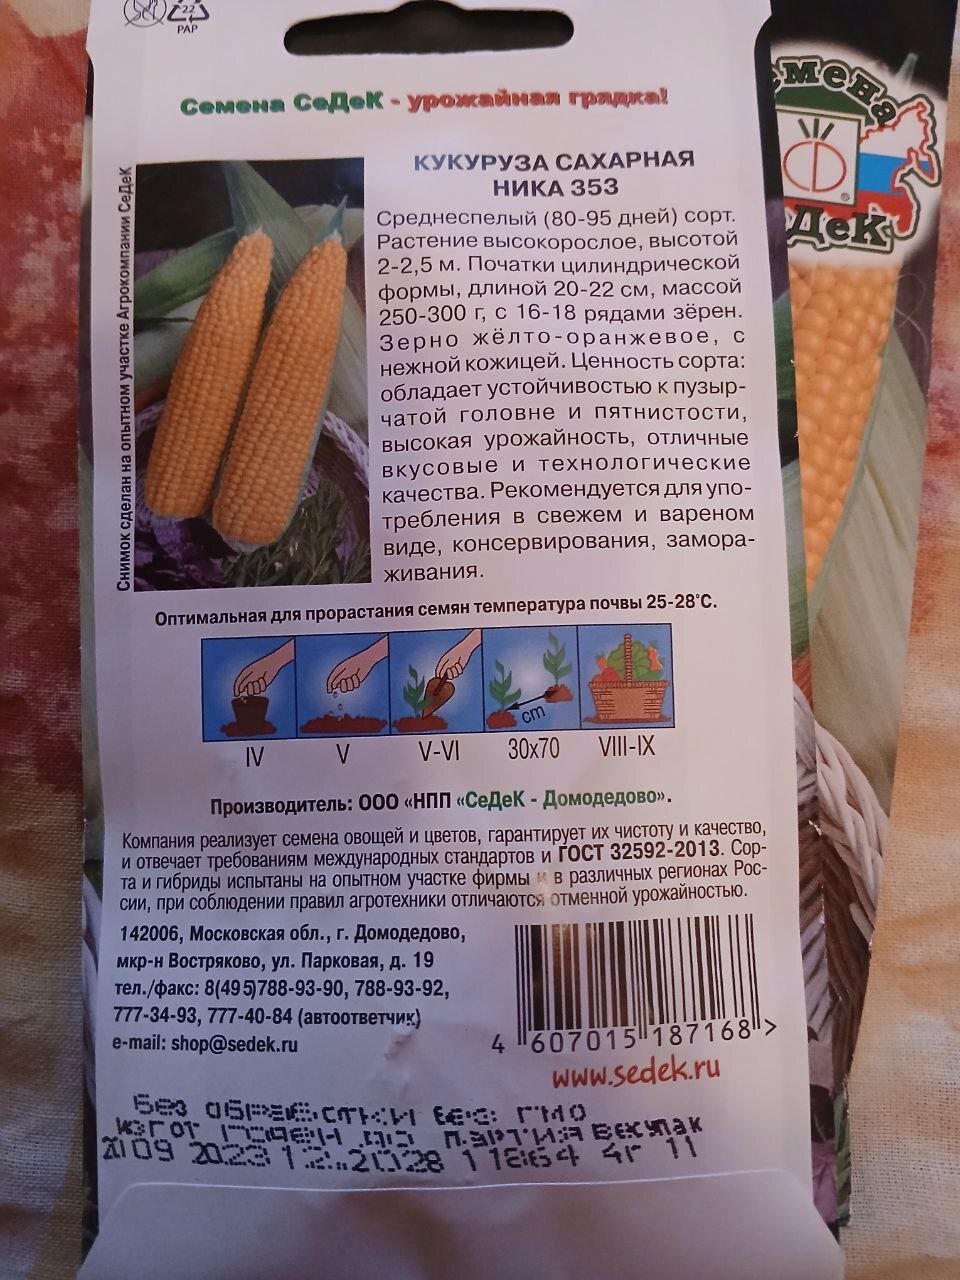 22
PAP
Семена СеДеК - урожайная грядка!
Снимок сделан на опытном участке Агрокомпании СеДеК
КУКУРУЗА САХАРНАЯ
НИКА 353
Среднеспелый (80-95 дней) сорт.
Растение высокорослое, высотой
2-2,5 м. Початки цилиндрической
формы, длиной 20-22 см, массой
250-300 г, с 16-18 рядами зёрен.
Зерно жёлто-оранжевое, с
нежной кожицей. Ценность сорта:
обладает устойчивостью к пузыр-
чатой головне и пятнистости,
высокая урожайность, отличные
вкусовые и технологические
качества. Рекомендуется для упо-
требления в свежем и вареном
виде, консервирования, замора-
живания.
Оптимальная для прорастания семян температура почвы 25-28°С.
cm
IV V V-VI 30x70 VIII-IX
Производитель: ООО «НПП «СеДеК - Домодедово».
Компания реализует семена овощей и цветов, гарантирует их чистоту и качество,
и отвечает требованиям международных стандартов и ГОСТ 32592-2013. Сор-
та и гибриды испытаны на опытном участке фирмы и в различных регионах Рос-
сии, при соблюдении правил агротехники отличаются отменной урожайностью.
142006, Московская обл., г. Домодедово,
мкр-н Востряково, ул. Парковая, д. 19
тел./факс: 8(495)788-93-90, 788-93-92,
777-34-93, 777-40-84 (автоответчик)
e-mail: shop@sedek.ru
4 607015 187168 >
www.sedek.ru
Без ОБРАБОТКИ Без ГМО
ИЗГОТ ГОДЕН ДО ПАРТИЯ ВЕС УПАК
2009 2023 12.2028 11864 4г 11
емена
®
ДеК